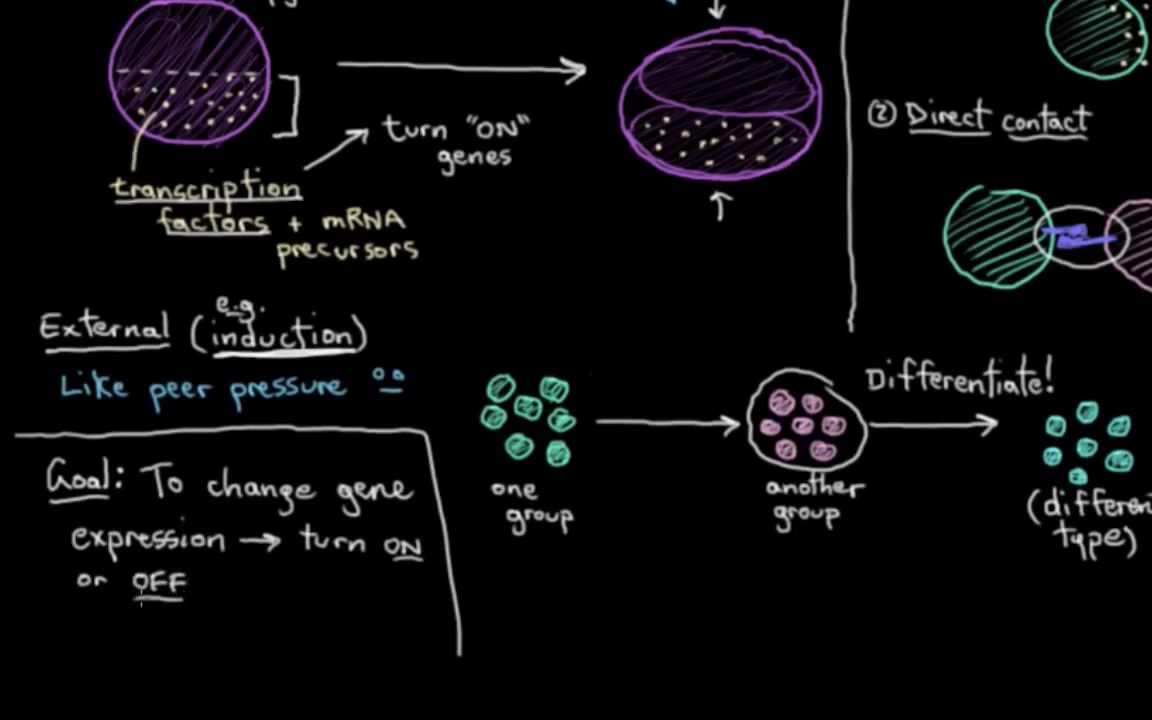 turn "ON"
genes
transcription
factors + mRNA
precursors
② Direct contact
External (e.g. induction)
Like peer pressure
Goal: To change gene
expression → turn ON
or OFF
one
group
another
group
Differentiate!
(differen
type)